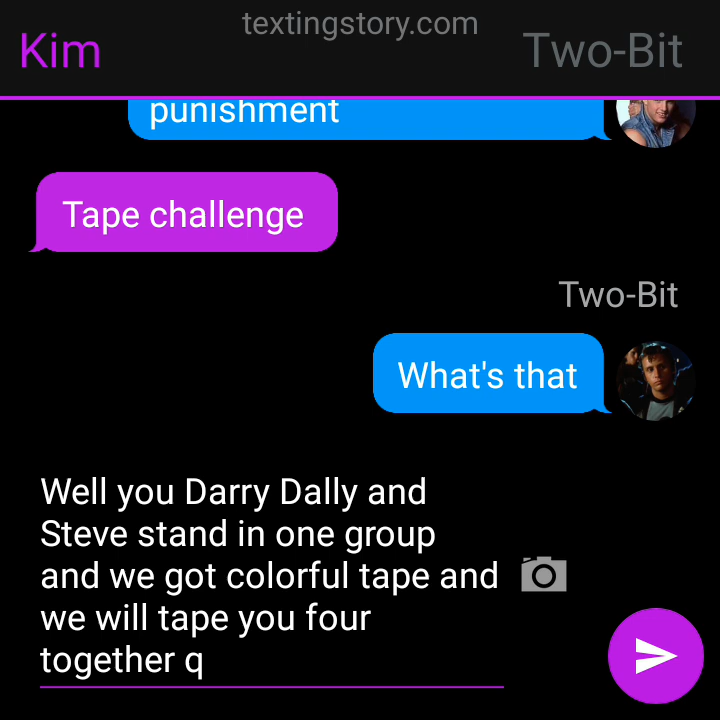 textingstory.com
Kim
Two-Bit
punishment
Tape challenge
Two-Bit
What's that
Well you Darry Dally and
Steve stand in one group
and we got colorful tape and
we will tape you four
together q